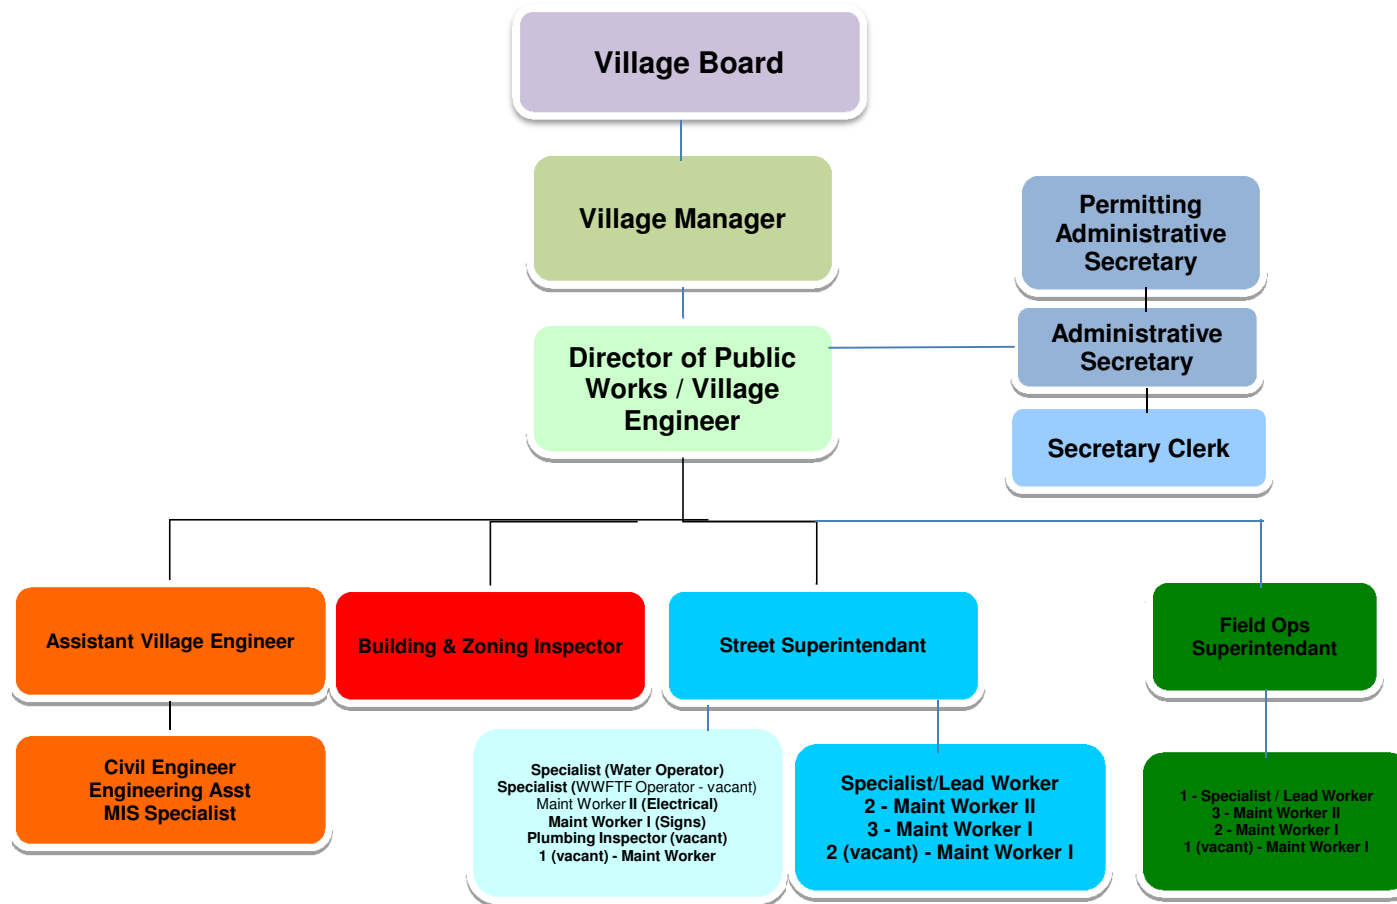 Village Board
Village Manager
Permitting
Administrative
Secretary
Director of Public
Works / Village
Engineer
Administrative
Secretary
Secretary Clerk
Assistant Village Engineer
Building & Zoning Inspector
Street Superintendant
Field Ops
Superintendant
Civil Engineer
Engineering Asst
MIS Specialist
Specialist (Water Operator)
Specialist (WWFTF Operator - vacant)
Maint Worker II (Electrical)
Maint Worker I (Signs)
Plumbing Inspector (vacant)
1 (vacant) - Maint Worker
Specialist/Lead Worker
2 - Maint Worker II
3 - Maint Worker I
2 (vacant) - Maint Worker I
1 - Specialist / Lead Worker
3 - Maint Worker II
2 - Maint Worker I
1 (vacant) - Maint Worker I